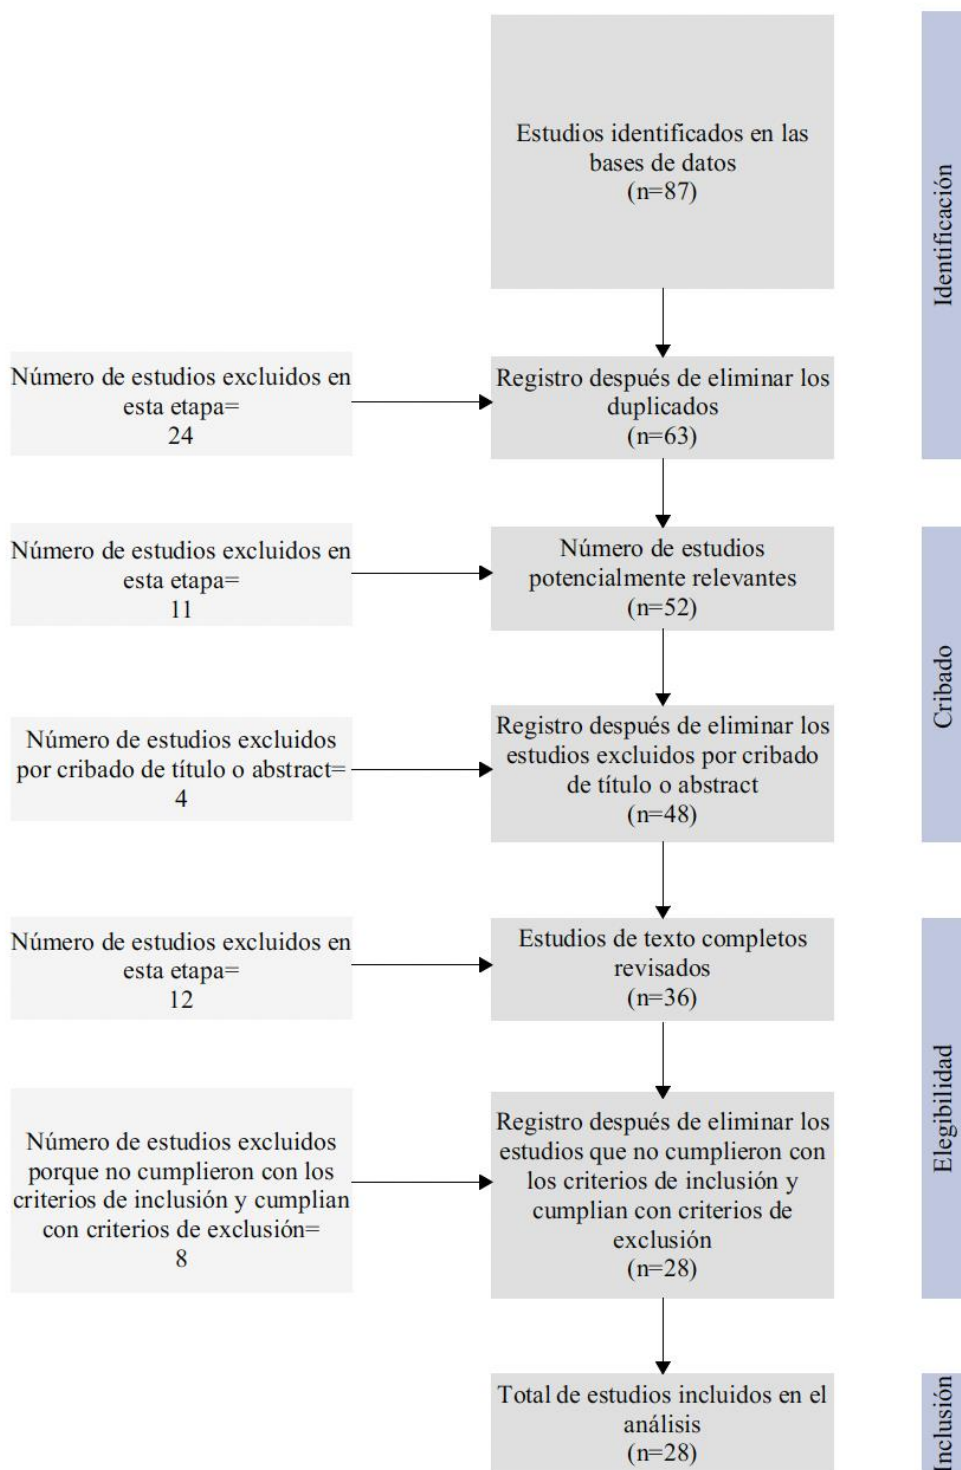 Estudios identificados en las
bases de datos
(n=87)
Identificación
Número de estudios excluidos en
esta etapa=
24
Registro después de eliminar los
duplicados
(n=63)
Número de estudios excluidos en
esta etapa=
11
Número de estudios
potencialmente relevantes
(n=52)
Cribado
Número de estudios excluidos
por cribado de título o abstract=
4
Registro después de eliminar los
estudios excluidos por cribado
de título o abstract
(n=48)
Número de estudios excluidos en
esta etapa=
12
Estudios de texto completos
revisados
(n=36)
Elegibilidad
Número de estudios excluidos
porque no cumplieron con los
criterios de inclusión y cumplian
con criterios de exclusión=
8
Registro después de eliminar los
estudios que no cumplieron con
los criterios de inclusión y
cumplian con criterios de
exclusión
(n=28)
Total de estudios incluidos en el
análisis
(n=28)
Inclusión